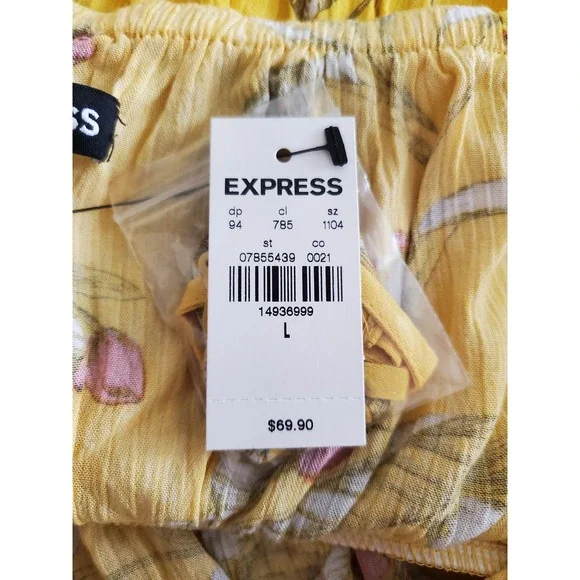 SS
EXPRESS
dp cl sz
94 785 1104
st co
07855439 0021
14936999
L
$69.90